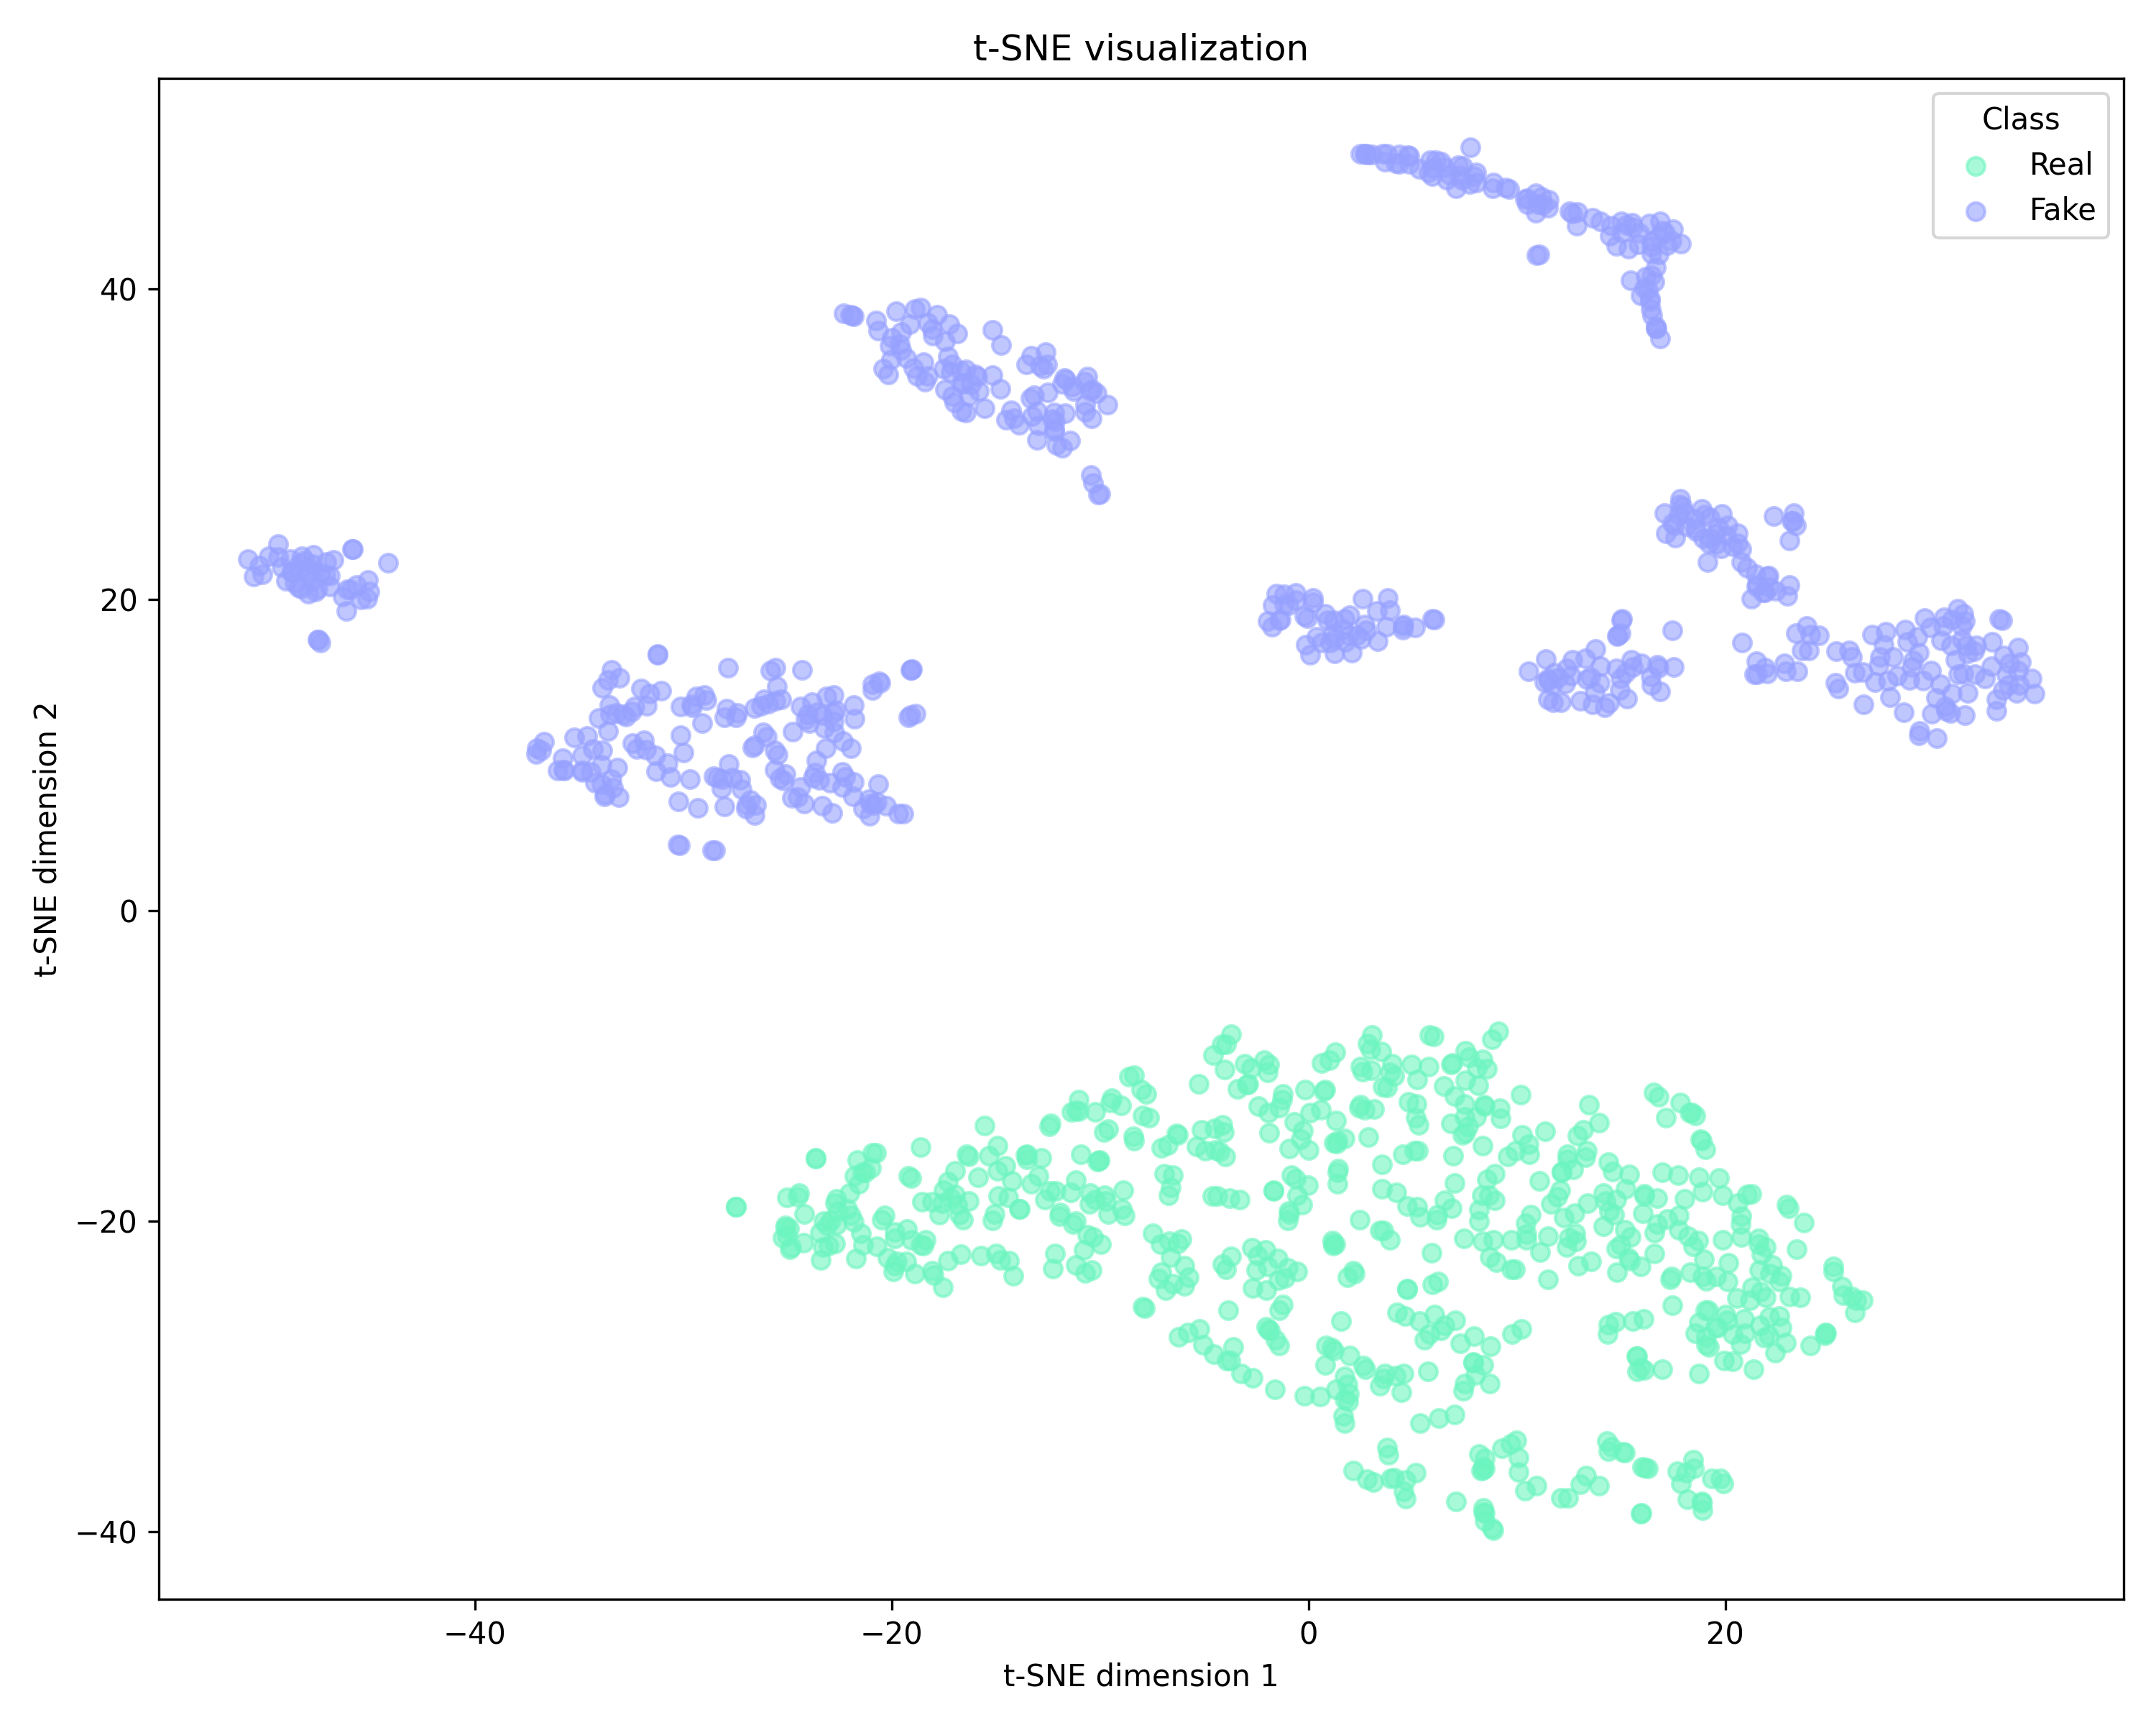 t-SNE visualization
Class
Real
Fake
40
20
0
−20
−40
t-SNE dimension 2
−40
−20
0
20
t-SNE dimension 1